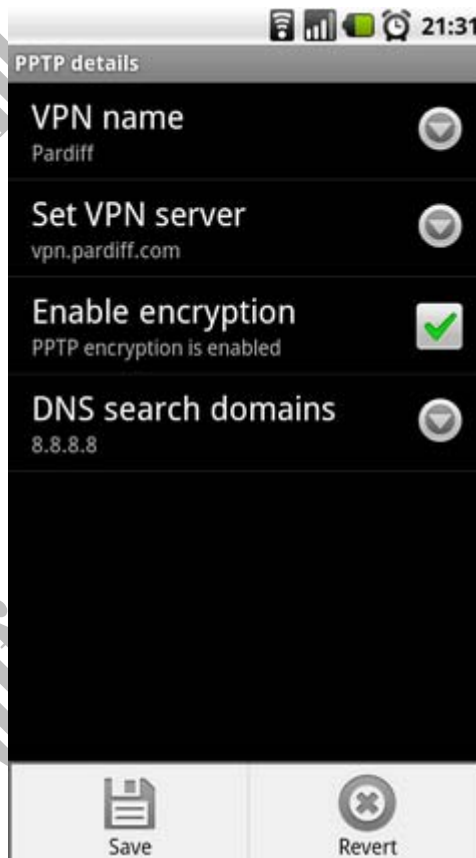 21:31
PPTP details
VPN name
Pardiff
Set VPN server
vpn.pardiff.com
Enable encryption
PPTP encryption is enabled
DNS search domains
8.8.8.8
Save
Revert